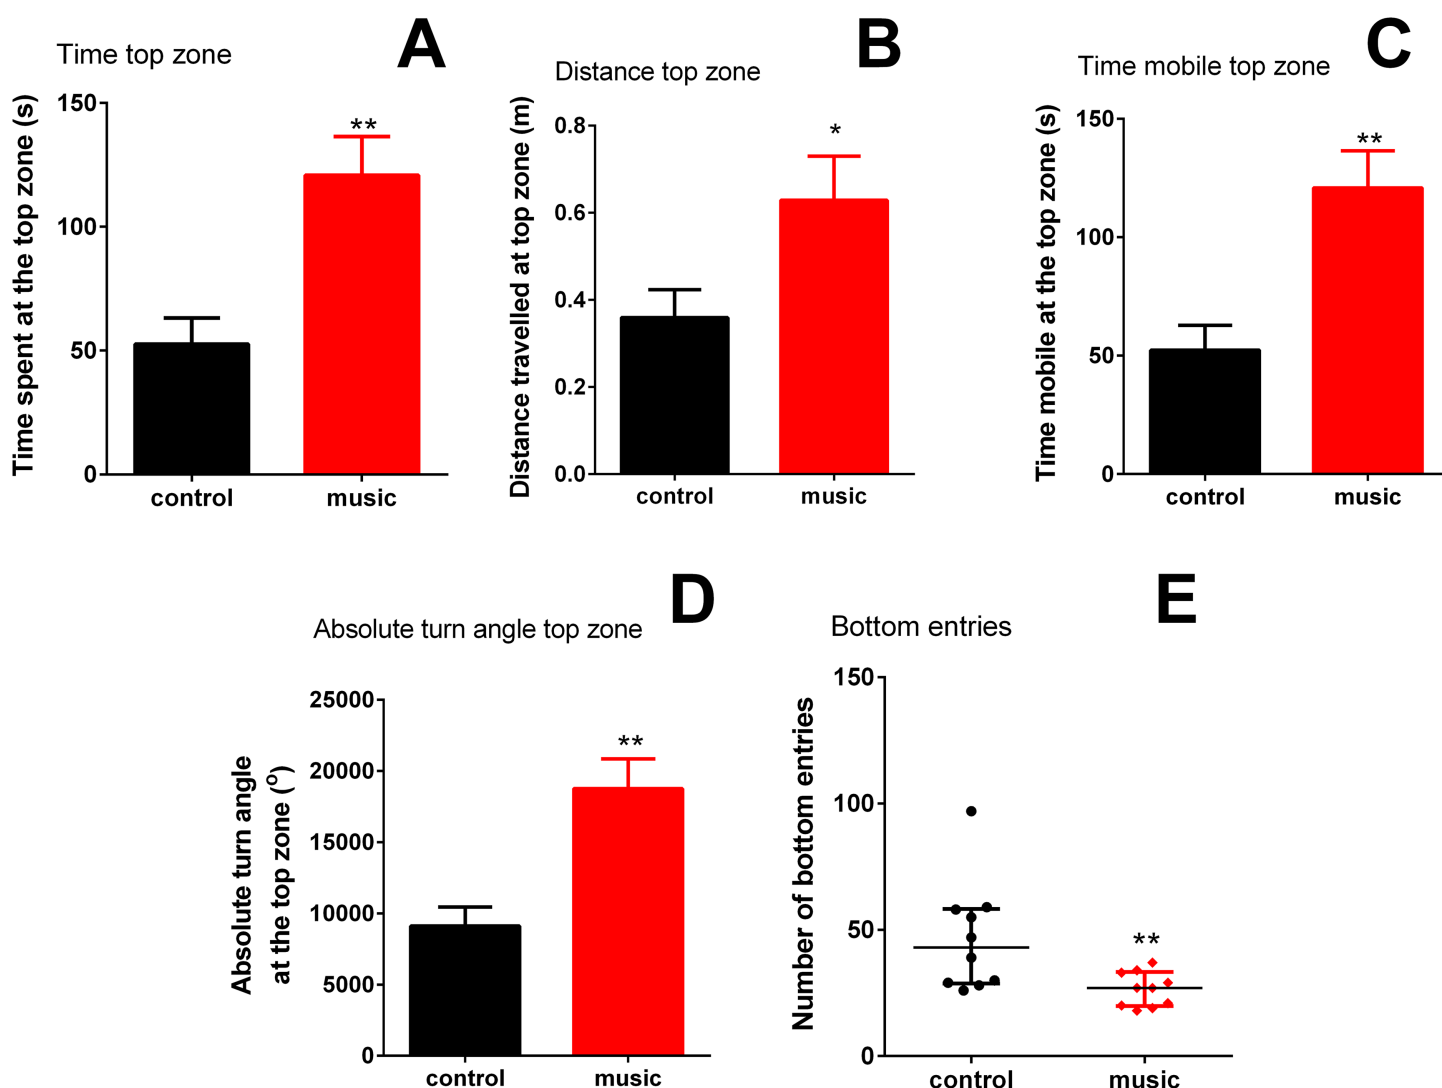 A
Time top zone
Time spent at the top zone (s)
150
100
50
0
**
control music
B
Distance top zone
Distance travelled at top zone (m)
0.8
0.6
0.4
0.2
0.0
*
control music
C
Time mobile top zone
Time mobile at the top zone (s)
150
100
50
0
**
control music
D
Absolute turn angle top zone
Absolute turn angle
at the top zone (º)
25000
20000
15000
10000
5000
0
**
control music
E
Bottom entries
Number of bottom entries
150
100
50
0
**
control music